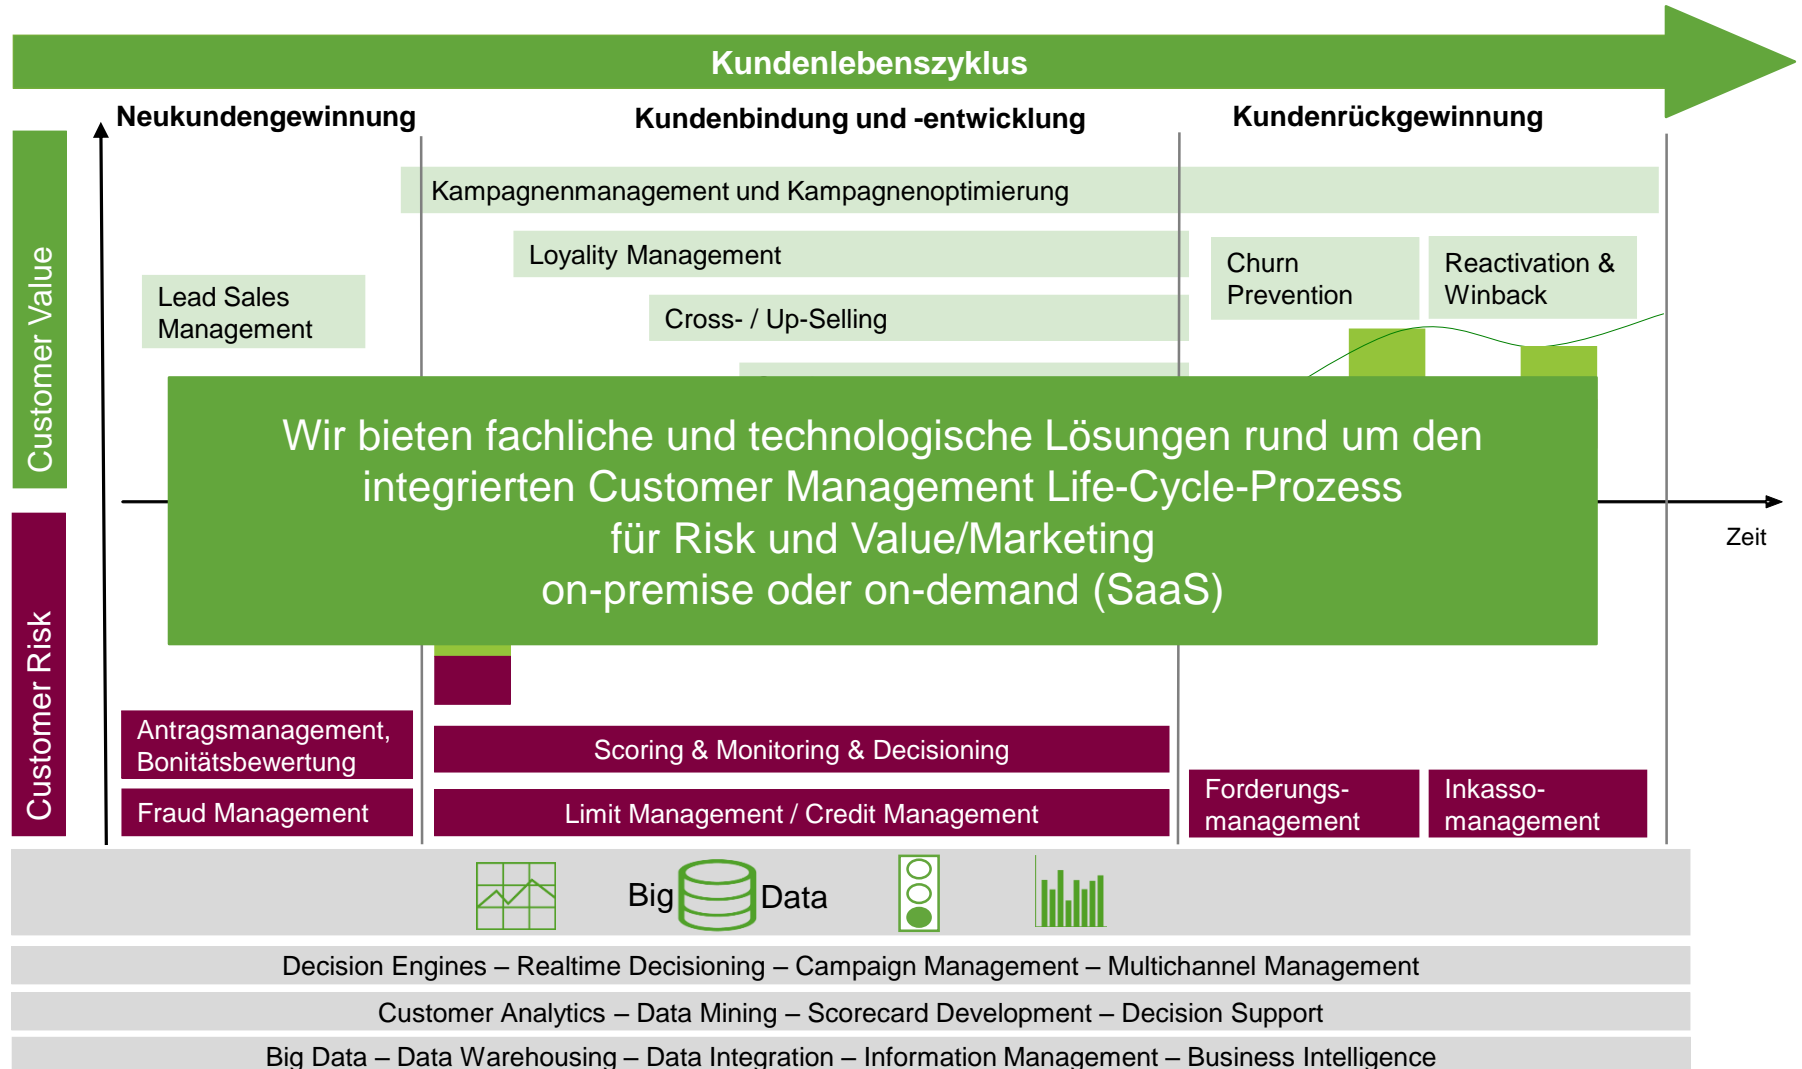 Kundenlebenszyklus
Neukundengewinnung
Kundenbindung und -entwicklung
Kundenrückgewinnung
Customer Value
Kampagnenmanagement und Kampagnenoptimierung
Loyality Management
Churn
Prevention
Reactivation &
Winback
Lead Sales
Management
Cross- / Up-Selling
Wir bieten fachliche und technologische Lösungen rund um den
integrierten Customer Management Life-Cycle-Prozess
für Risk und Value/Marketing
on-premise oder on-demand (SaaS)
Zeit
Customer Risk
Antragsmanagement,
Bonitätsbewertung
Scoring & Monitoring & Decisioning
Fraud Management
Limit Management / Credit Management
Forderungs-
management
Inkasso-
management
Big Data
Decision Engines – Realtime Decisioning – Campaign Management – Multichannel Management
Customer Analytics – Data Mining – Scorecard Development – Decision Support
Big Data – Data Warehousing – Data Integration – Information Management – Business Intelligence